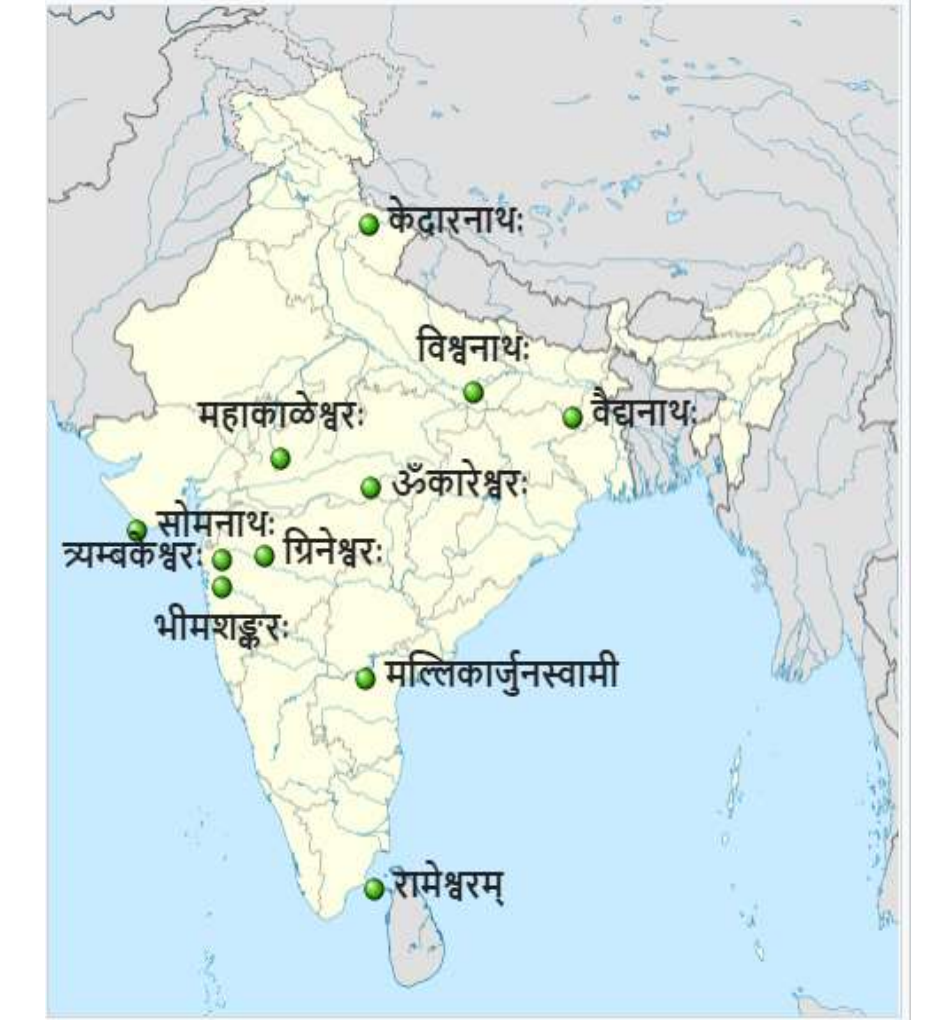 केदारनाथः
विश्वनाथः
महाकाळेश्वरः
वैद्यनाथः
ॐकारेश्वरः
सोमनाथः
त्र्यम्बकेश्वरः
ग्रिनेश्वरः
भीमशङ्करः
मल्लिकार्जुनस्वामी
रामेश्वरम्